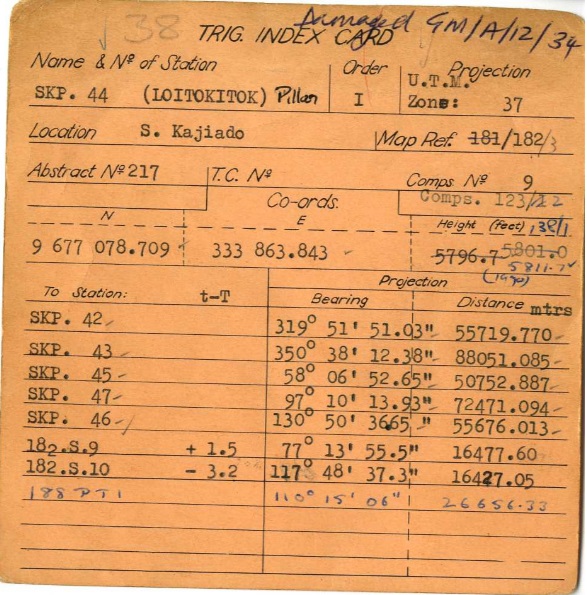 138 Damaged GM/A/12/34
TRIG. INDEX CARD
Name & Nº of Station Order Projection
SKP. 44 (LOITOKITOK) Pillar I U.T.M. Zone: 37
Location S. Kajiado Map Ref. 181/182/3
Abstract Nº 217 T.C. Nº Comps. Nº 9
Co-ords. Comps. 123/12
N E Height (feet) 138/1
9 677 078.709 333 863.843 5796.7 5801.0
5811.7
(1970)
Projection
To Station: t-T Bearing Distance mtrs
SKP. 42 319° 51' 51.03" 55719.770
SKP. 43 350° 38' 12.38" 88051.085
SKP. 45 58° 06' 52.65" 50752.887
SKP. 47 97° 10' 13.93" 72471.094
SKP. 46 130° 50' 3665 " 55676.013
182.S.9 + 1.5 77° 13' 55.5" 16477.60
182.S.10 - 3.2 117° 48' 37.3" 16427.05
188 PT1 110° 15' 06" 26656.33